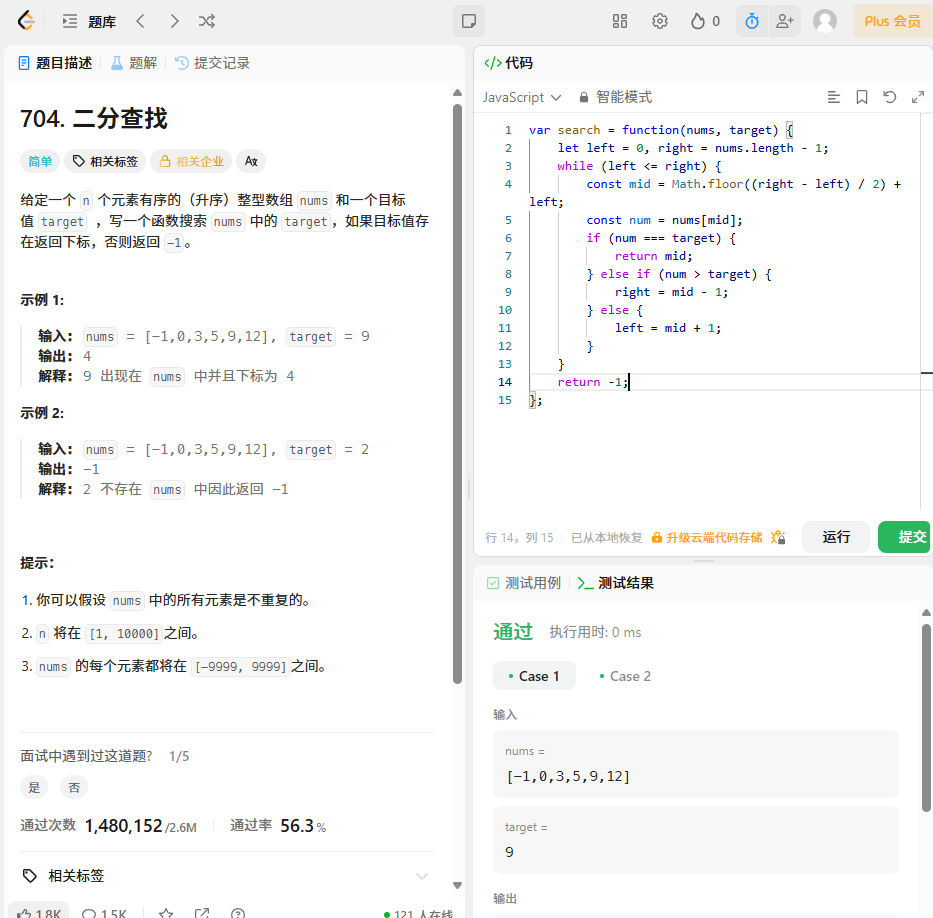 题库
0
Plus 会员
题目描述
题解
提交记录
704. 二分查找
简单
相关标签
相关企业
给定一个 n 个元素有序的（升序）整型数组 nums 和一个目标
值 target ，写一个函数搜索 nums 中的 target，如果目标值存
在返回下标，否则返回 -1。
示例 1:
输入: nums = [-1,0,3,5,9,12], target = 9
输出: 4
解释: 9 出现在 nums 中并且下标为 4
示例 2:
输入: nums = [-1,0,3,5,9,12], target = 2
输出: -1
解释: 2 不存在 nums 中因此返回 -1
提示：
1. 你可以假设 nums 中的所有元素是不重复的。
2. n 将在 [1, 10000]之间。
3. nums 的每个元素都将在 [-9999, 9999]之间。
面试中遇到过这道题? 1/5
是 否
通过次数 1,480,152/2.6M 通过率 56.3%
相关标签
1.8K 1.5K 121 人在线
代码
JavaScript 智能模式
1 var search = function(nums, target) {
2 let left = 0, right = nums.length - 1;
3 while (left <= right) {
4 const mid = Math.floor((right - left) / 2) +
left;
5 const num = nums[mid];
6 if (num === target) {
7 return mid;
8 } else if (num > target) {
9 right = mid - 1;
10 } else {
11 left = mid + 1;
12 }
13 }
14 return -1;
15 };
行 14，列 15 已从本地恢复 升级云端代码存储
运行
提交
测试用例
测试结果
通过 执行用时: 0 ms
Case 1 Case 2
输入
nums =
[-1,0,3,5,9,12]
target =
9
输出